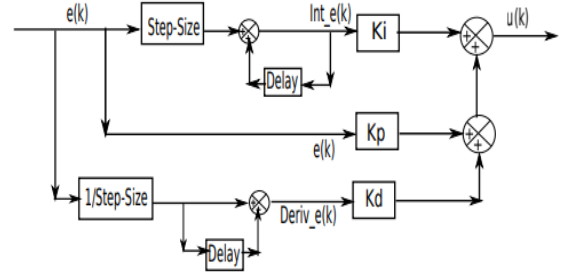 e(k)
Step-Size
+
+
Int_e(k)
Ki
+
+
u(k)
Delay
e(k)
Kp
+
+
1/Step-Size
+
+
Deriv_e(k)
Kd
Delay